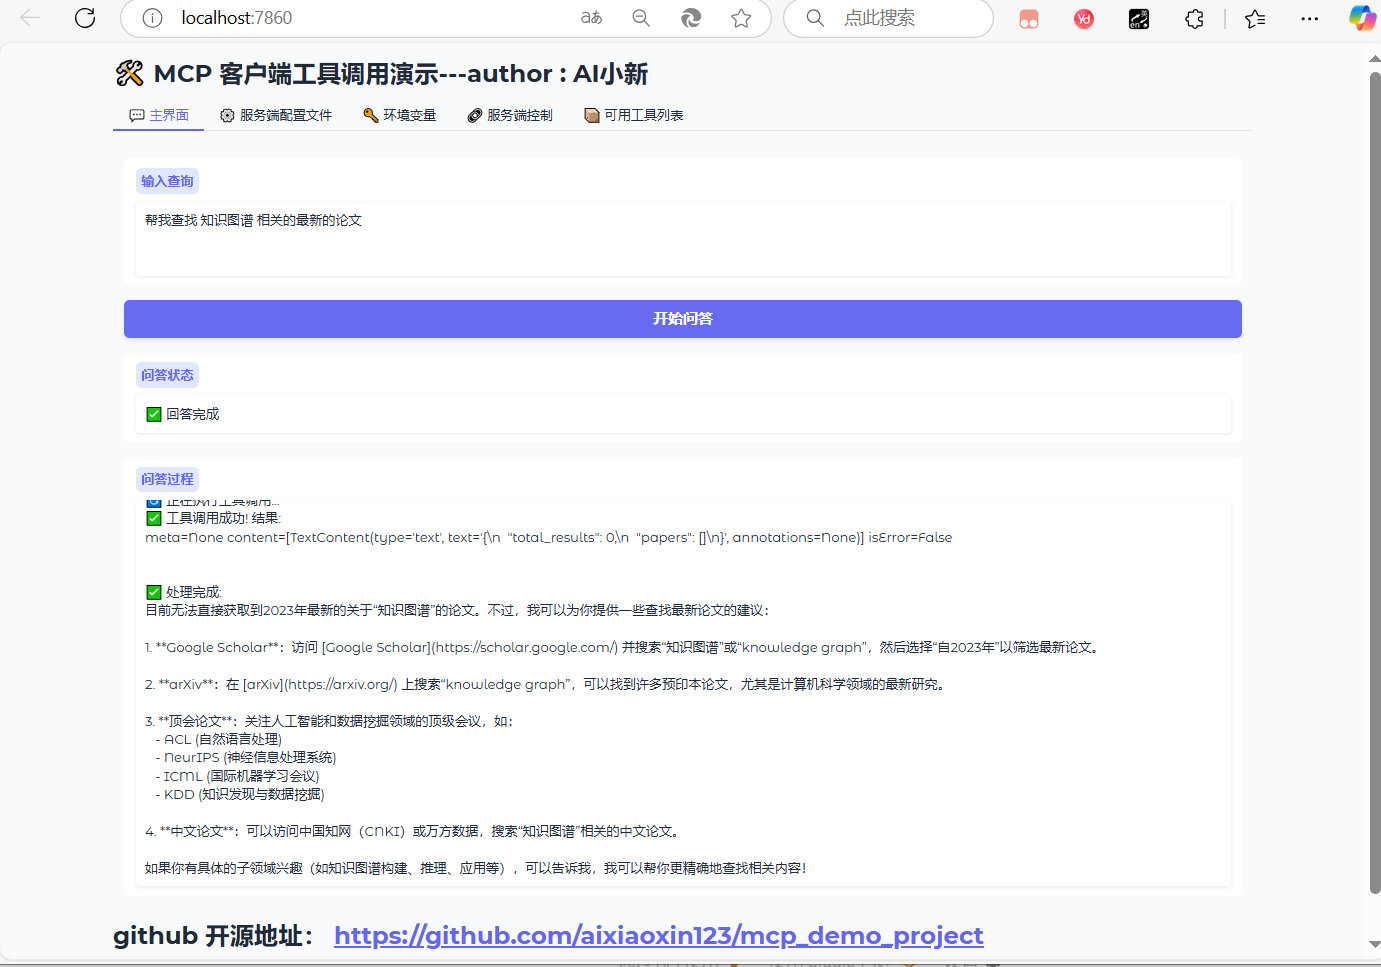 localhost:7860
aあ
点此搜索
Yd
en 英
MCP 客户端工具调用演示---author : AI小新
主界面
服务端配置文件
环境变量
服务端控制
可用工具列表
输入查询
帮我查找 知识图谱 相关的最新的论文
开始问答
问答状态
回答完成
问答过程
正在执行工具调用...
工具调用成功! 结果:
meta=None content=[TextContent(type='text', text='{\n  "total_results": 0,\n  "papers": []\n}', annotations=None)] isError=False
处理完成:
目前无法直接获取到2023年最新的关于“知识图谱”的论文。不过，我可以为你提供一些查找最新论文的建议：
1. **Google Scholar**：访问 [Google Scholar](https://scholar.google.com/) 并搜索“知识图谱”或“knowledge graph”，然后选择“自2023年”以筛选最新论文。
2. **arXiv**：在 [arXiv](https://arxiv.org/) 上搜索“knowledge graph”，可以找到许多预印本论文，尤其是计算机科学领域的最新研究。
3. **顶会论文**：关注人工智能和数据挖掘领域的顶级会议，如：
- ACL (自然语言处理)
- NeurIPS (神经信息处理系统)
- ICML (国际机器学习会议)
- KDD (知识发现与数据挖掘)
4. **中文论文**：可以访问中国知网（CNKI）或万方数据，搜索“知识图谱”相关的中文论文。
如果你有具体的子领域兴趣（如知识图谱构建、推理、应用等），可以告诉我，我可以帮你更精确地查找相关内容！
github 开源地址： https://github.com/aixiaoxin123/mcp_demo_project